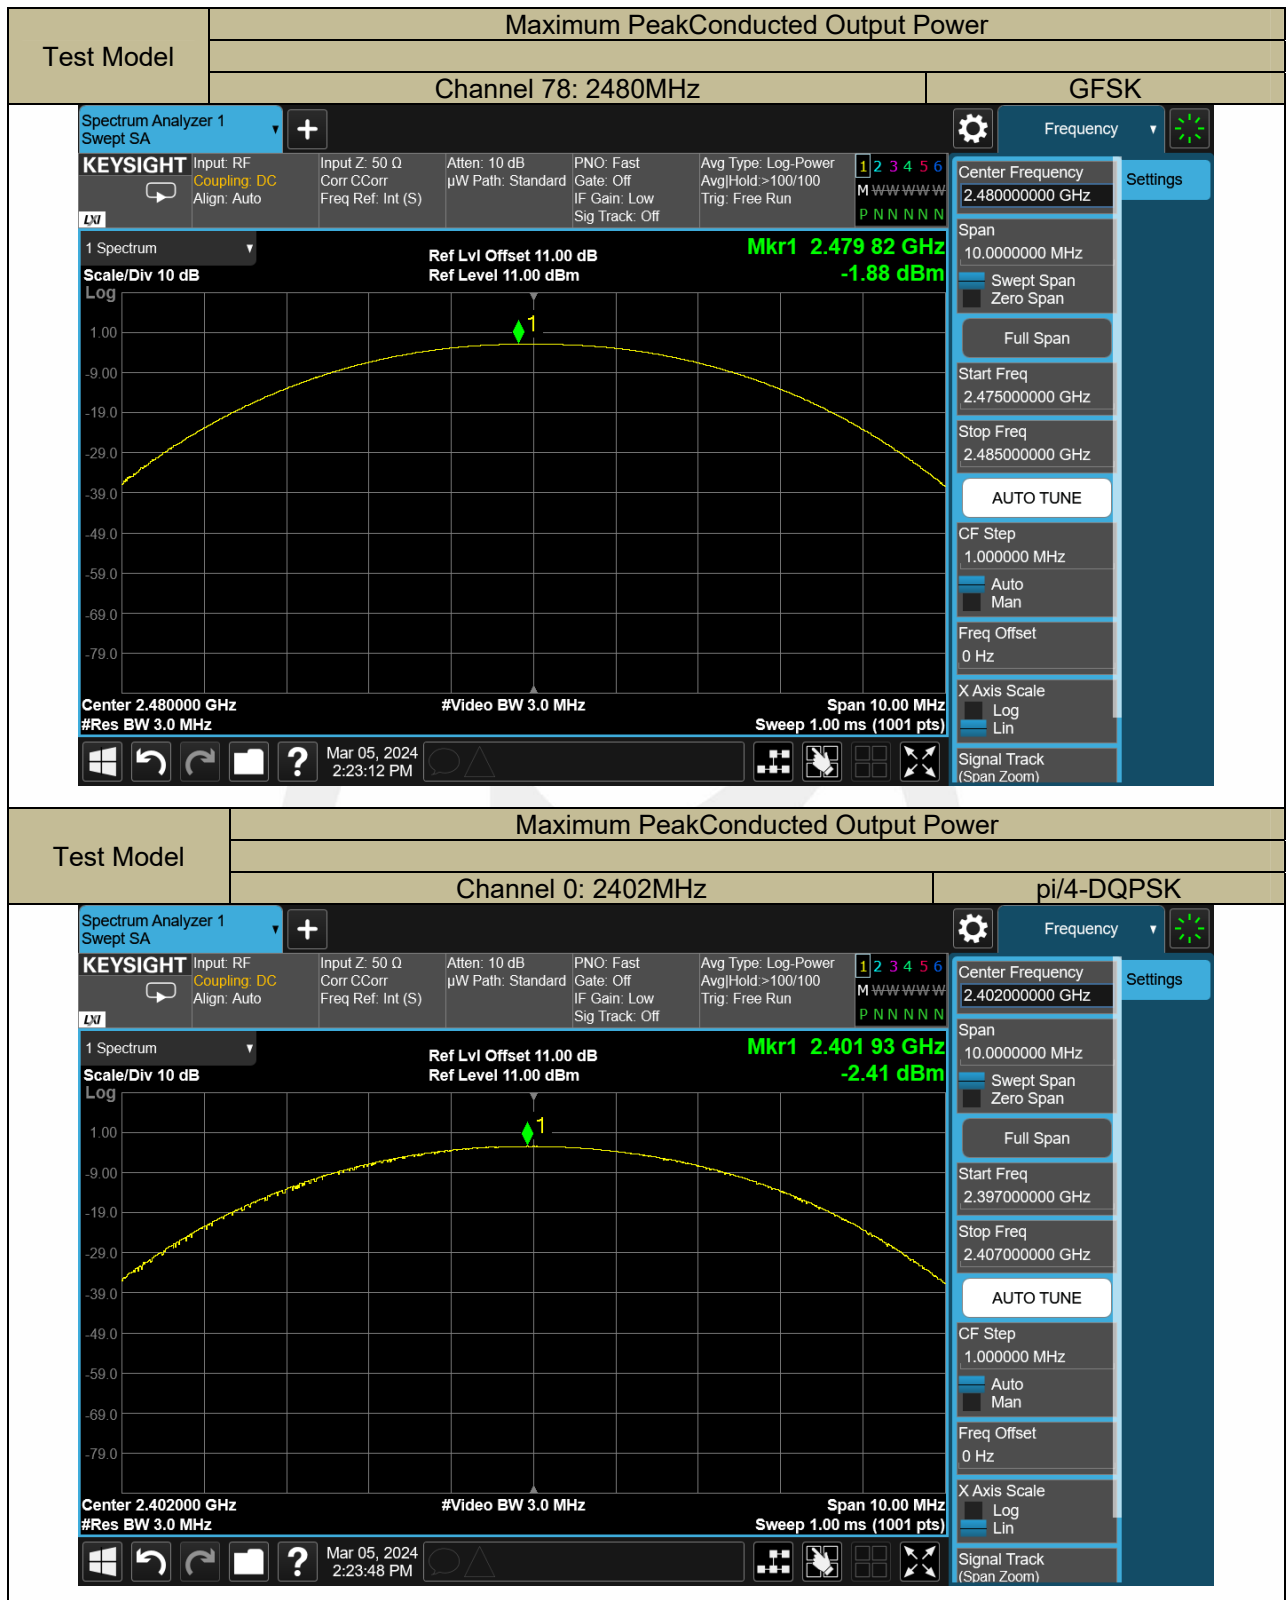 Test Model
Maximum PeakConducted Output Power
Channel 78: 2480MHz
GFSK
Spectrum Analyzer 1
Swept SA
Frequency
KEYSIGHT
LXI
Input: RF
Coupling: DC
Align: Auto
Input Z: 50 Ω
Corr CCorr
Freq Ref: Int (S)
Atten: 10 dB
µW Path: Standard
PNO: Fast
Gate: Off
IF Gain: Low
Sig Track: Off
Avg Type: Log-Power
Avg|Hold:>100/100
Trig: Free Run
1 2 3 4 5 6
M W W W W W
P N N N N N
1 Spectrum
Scale/Div 10 dB
Ref Lvl Offset 11.00 dB
Ref Level 11.00 dBm
Mkr1 2.479 82 GHz
-1.88 dBm
Log
1
1.00
-9.00
-19.0
-29.0
-39.0
-49.0
-59.0
-69.0
-79.0
Center 2.480000 GHz
#Res BW 3.0 MHz
#Video BW 3.0 MHz
Span 10.00 MHz
Sweep 1.00 ms (1001 pts)
Mar 05, 2024
2:23:12 PM
?
Center Frequency
2.480000000 GHz
Settings
Span
10.0000000 MHz
Swept Span
Zero Span
Full Span
Start Freq
2.475000000 GHz
Stop Freq
2.485000000 GHz
AUTO TUNE
CF Step
1.000000 MHz
Auto
Man
Freq Offset
0 Hz
X Axis Scale
Log
Lin
Signal Track
(Span Zoom)
Test Model
Maximum PeakConducted Output Power
Channel 0: 2402MHz
pi/4-DQPSK
Spectrum Analyzer 1
Swept SA
Frequency
KEYSIGHT
LXI
Input: RF
Coupling: DC
Align: Auto
Input Z: 50 Ω
Corr CCorr
Freq Ref: Int (S)
Atten: 10 dB
µW Path: Standard
PNO: Fast
Gate: Off
IF Gain: Low
Sig Track: Off
Avg Type: Log-Power
Avg|Hold:>100/100
Trig: Free Run
1 2 3 4 5 6
M W W W W W
P N N N N N
1 Spectrum
Scale/Div 10 dB
Ref Lvl Offset 11.00 dB
Ref Level 11.00 dBm
Mkr1 2.401 93 GHz
-2.41 dBm
Log
1
1.00
-9.00
-19.0
-29.0
-39.0
-49.0
-59.0
-69.0
-79.0
Center 2.402000 GHz
#Res BW 3.0 MHz
#Video BW 3.0 MHz
Span 10.00 MHz
Sweep 1.00 ms (1001 pts)
Mar 05, 2024
2:23:48 PM
?
Center Frequency
2.402000000 GHz
Settings
Span
10.0000000 MHz
Swept Span
Zero Span
Full Span
Start Freq
2.397000000 GHz
Stop Freq
2.407000000 GHz
AUTO TUNE
CF Step
1.000000 MHz
Auto
Man
Freq Offset
0 Hz
X Axis Scale
Log
Lin
Signal Track
(Span Zoom)